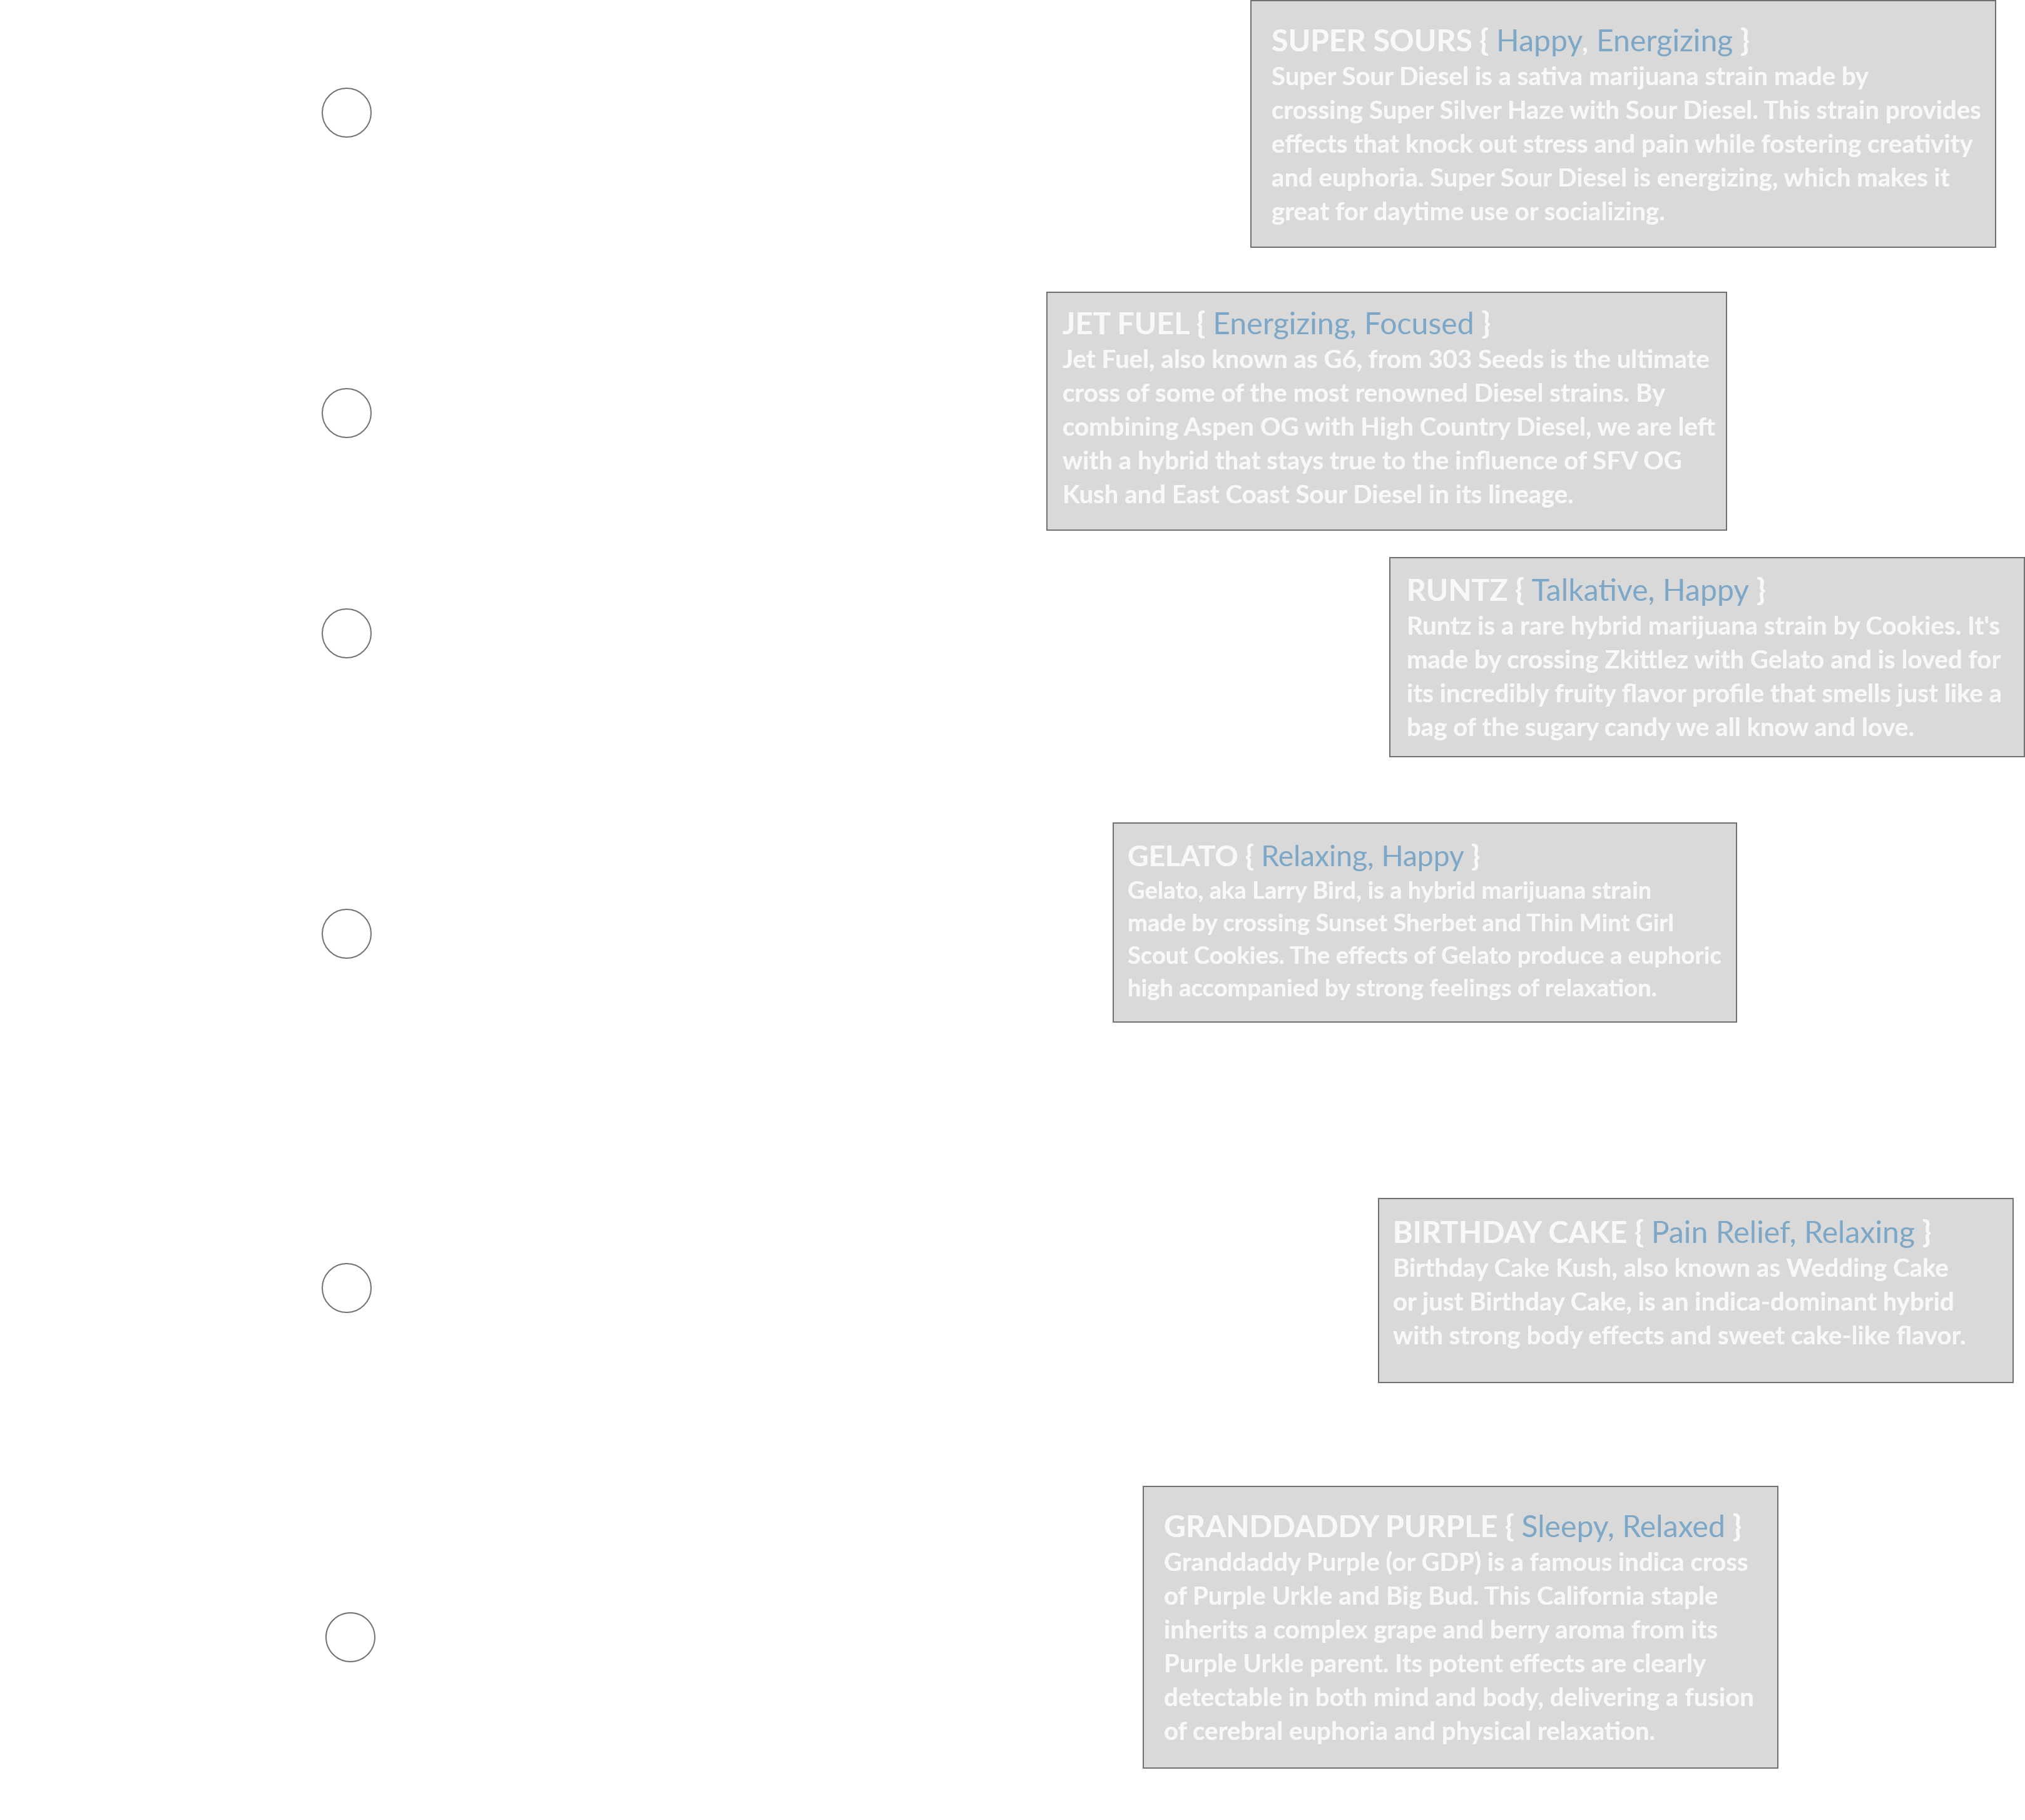 SUPER SOURS { Happy, Energizing }
Super Sour Diesel is a sativa marijuana strain made by
crossing Super Silver Haze with Sour Diesel. This strain provides
effects that knock out stress and pain while fostering creativity
and euphoria. Super Sour Diesel is energizing, which makes it
great for daytime use or socializing.
JET FUEL { Energizing, Focused }
Jet Fuel, also known as G6, from 303 Seeds is the ultimate
cross of some of the most renowned Diesel strains. By
combining Aspen OG with High Country Diesel, we are left
with a hybrid that stays true to the influence of SFV OG
Kush and East Coast Sour Diesel in its lineage.
RUNTZ { Talkative, Happy }
Runtz is a rare hybrid marijuana strain by Cookies. It's
made by crossing Zkittlez with Gelato and is loved for
its incredibly fruity flavor profile that smells just like a
bag of the sugary candy we all know and love.
GELATO { Relaxing, Happy }
Gelato, aka Larry Bird, is a hybrid marijuana strain
made by crossing Sunset Sherbet and Thin Mint Girl
Scout Cookies. The effects of Gelato produce a euphoric
high accompanied by strong feelings of relaxation.
BIRTHDAY CAKE { Pain Relief, Relaxing }
Birthday Cake Kush, also known as Wedding Cake
or just Birthday Cake, is an indica-dominant hybrid
with strong body effects and sweet cake-like flavor.
GRANDDADDY PURPLE { Sleepy, Relaxed }
Granddaddy Purple (or GDP) is a famous indica cross
of Purple Urkle and Big Bud. This California staple
inherits a complex grape and berry aroma from its
Purple Urkle parent. Its potent effects are clearly
detectable in both mind and body, delivering a fusion
of cerebral euphoria and physical relaxation.